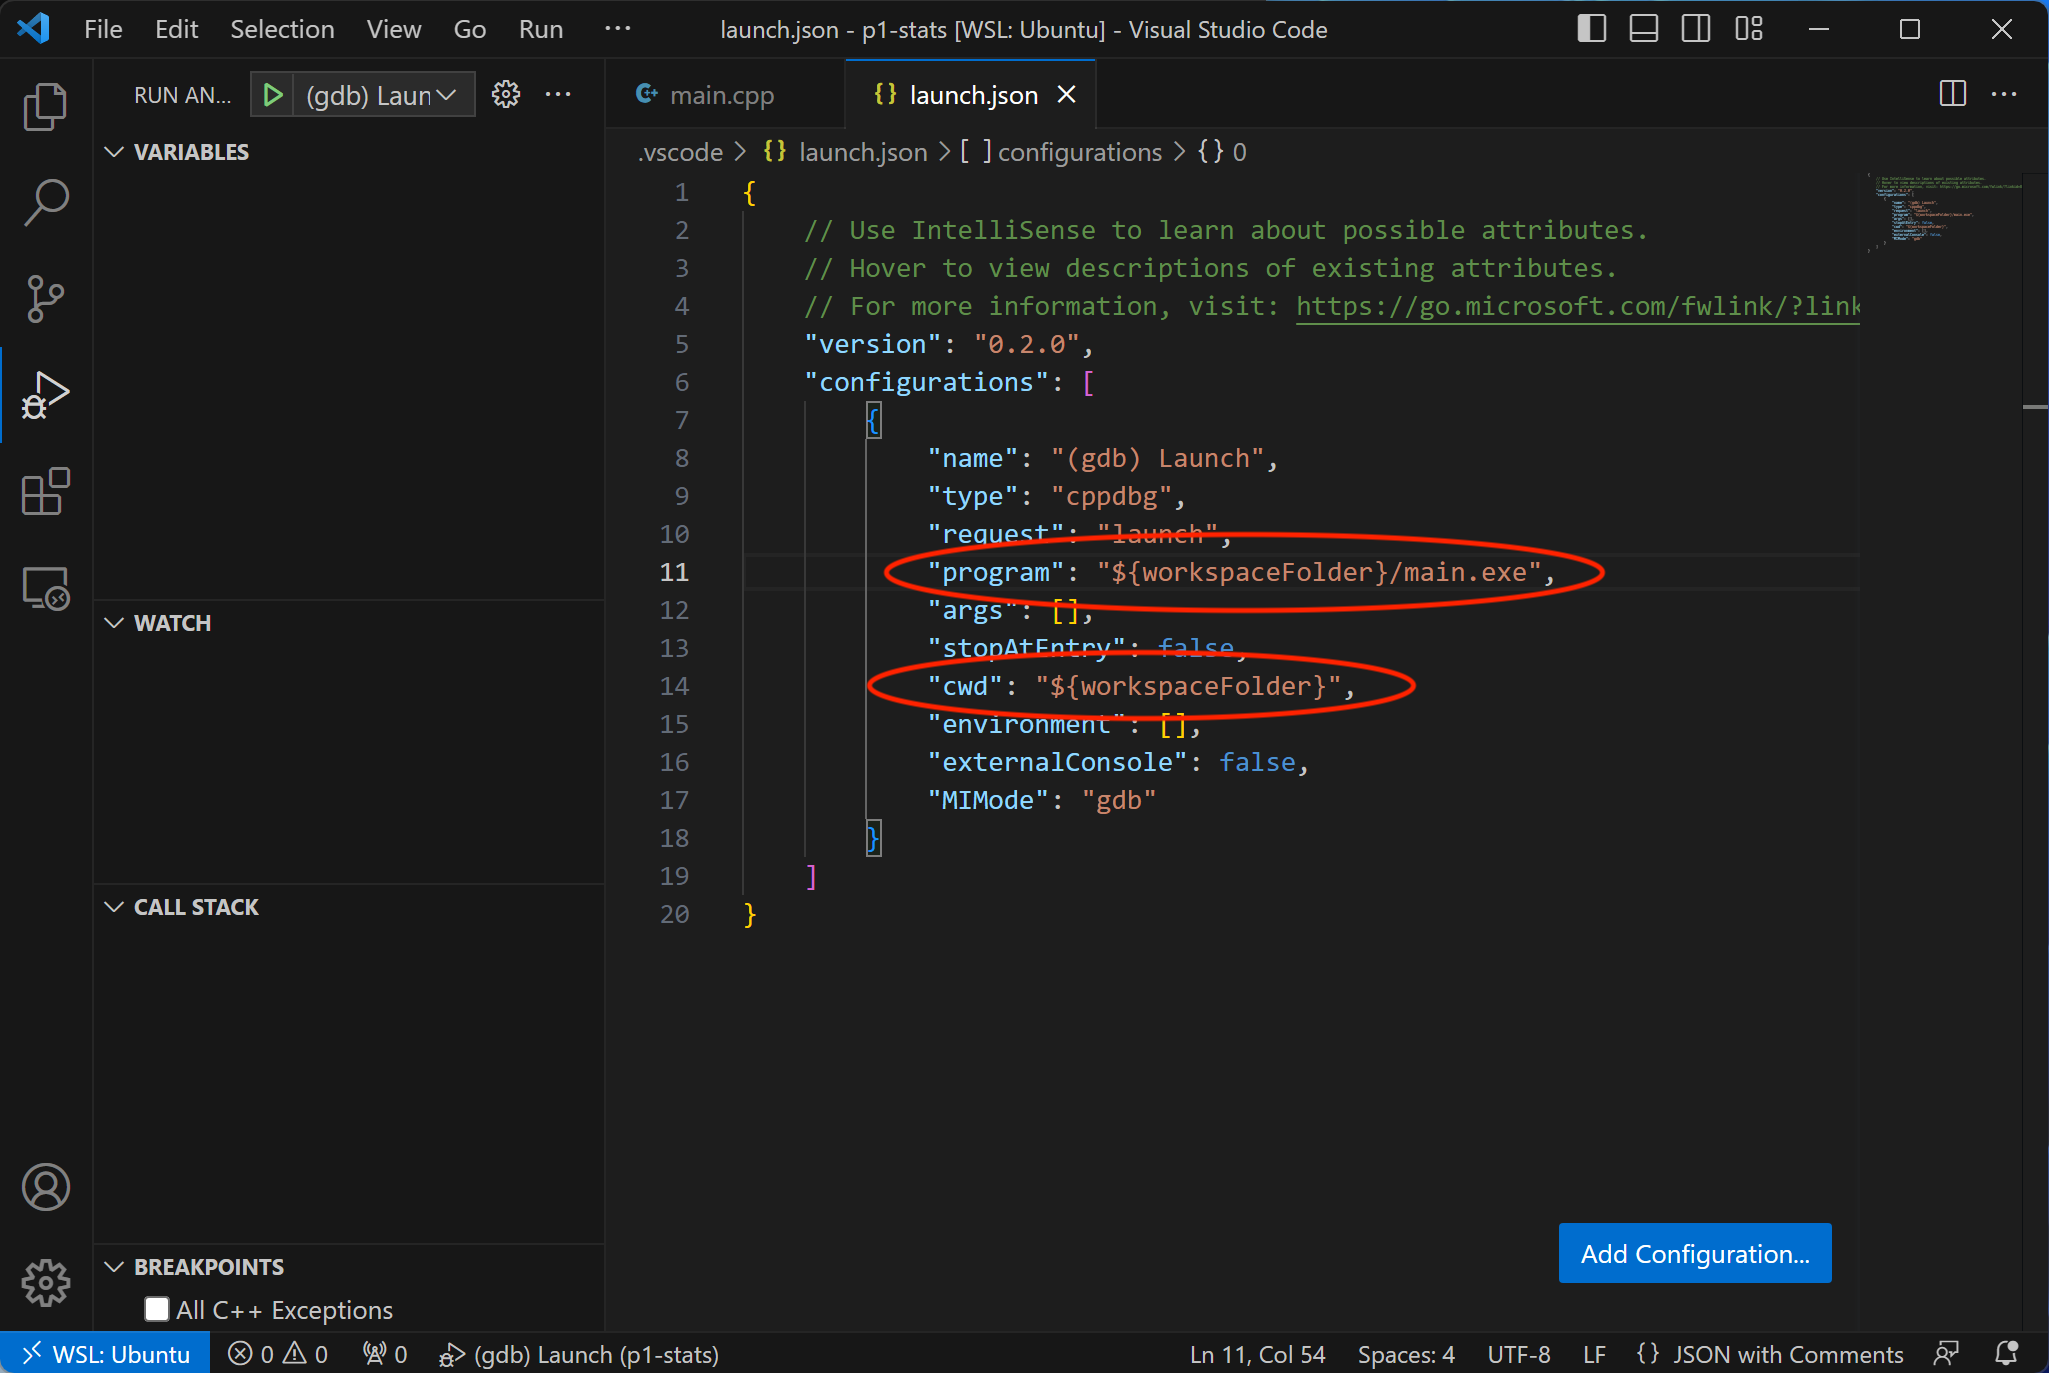 File Edit Selection View Go Run ··· launch.json - p1-stats [WSL: Ubuntu] - Visual Studio Code
RUN AN... (gdb) Laun ···
main.cpp {} launch.json
.vscode > {} launch.json > [ ] configurations > {} 0
VARIABLES
WATCH
CALL STACK
BREAKPOINTS
All C++ Exceptions
1 {
2 // Use IntelliSense to learn about possible attributes.
3 // Hover to view descriptions of existing attributes.
4 // For more information, visit: https://go.microsoft.com/fwlink/?link
5 "version": "0.2.0",
6 "configurations": [
7 {
8 "name": "(gdb) Launch",
9 "type": "cppdbg",
10 "request": "launch",
11 "program": "${workspaceFolder}/main.exe",
12 "args": [],
13 "stopAtEntry": false,
14 "cwd": "${workspaceFolder}",
15 "environment": [],
16 "externalConsole": false,
17 "MIMode": "gdb"
18 }
19 ]
20 }
Add Configuration...
WSL: Ubuntu 0 0 0 (gdb) Launch (p1-stats) Ln 11, Col 54 Spaces: 4 UTF-8 LF {} JSON with Comments